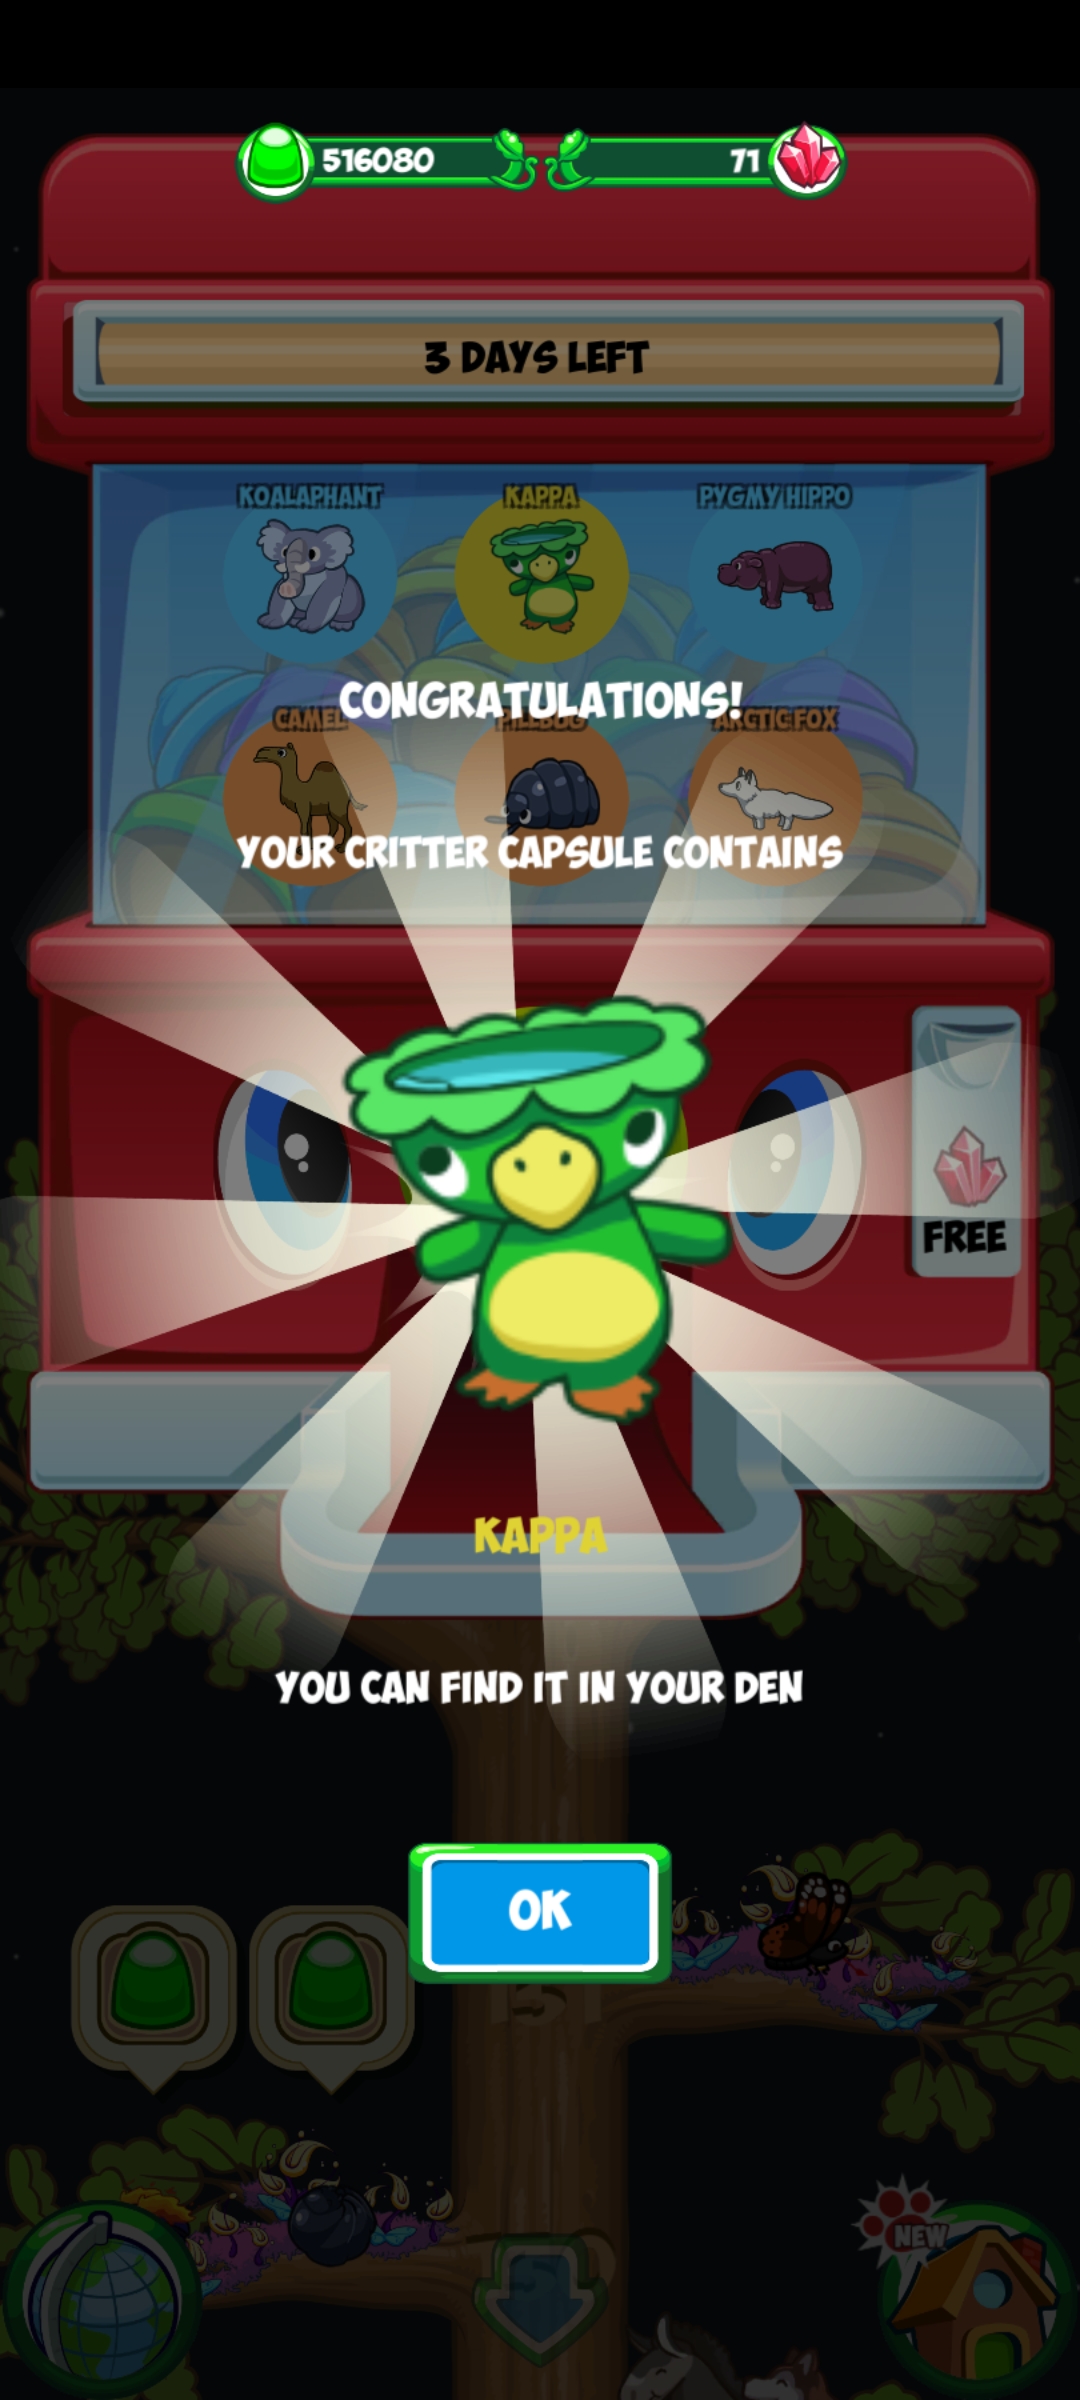 516080
71
3 DAYS LEFT
KOALAPHANT
KAPPA
PYGMY HIPPO
CONGRATULATIONS!
CAMEL
PILLBUG
ARCTIC FOX
YOUR CRITTER CAPSULE CONTAINS
FREE
KAPPA
YOU CAN FIND IT IN YOUR DEN
OK
NEW